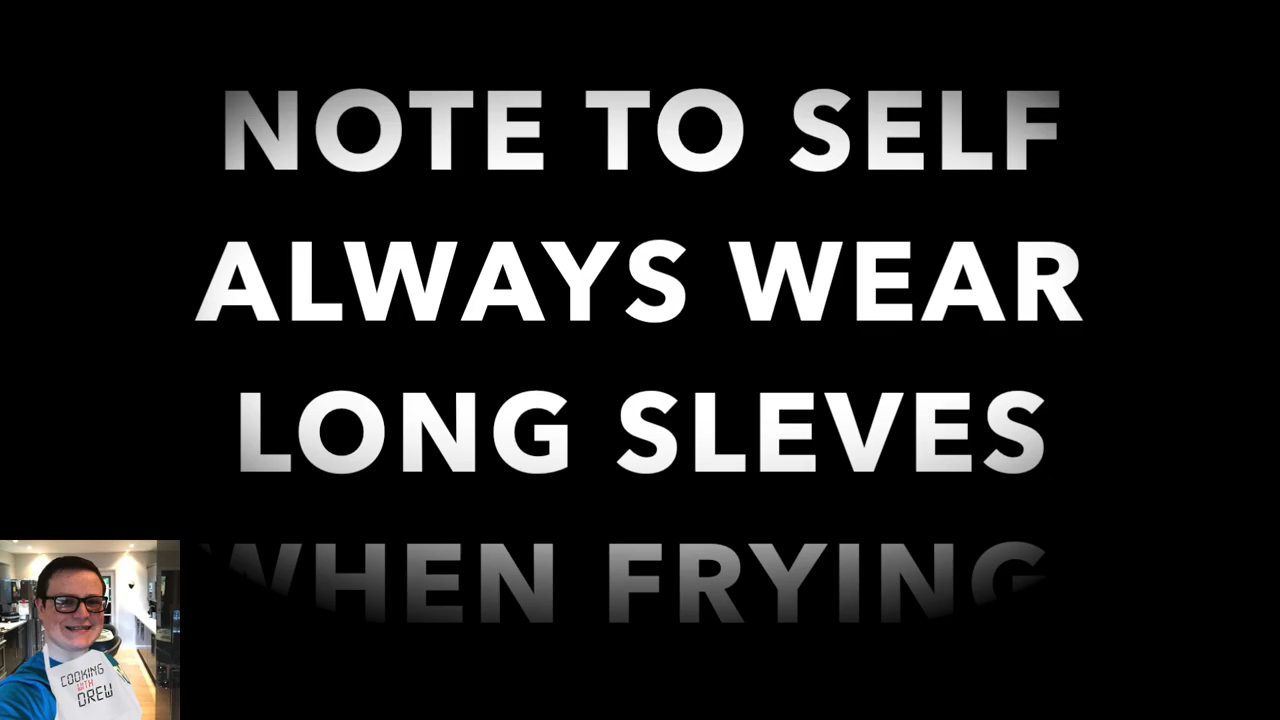 NOTE TO SELF
ALWAYS WEAR
LONG SLEVES
WHEN FRYING
COOKING
WITH
DREW